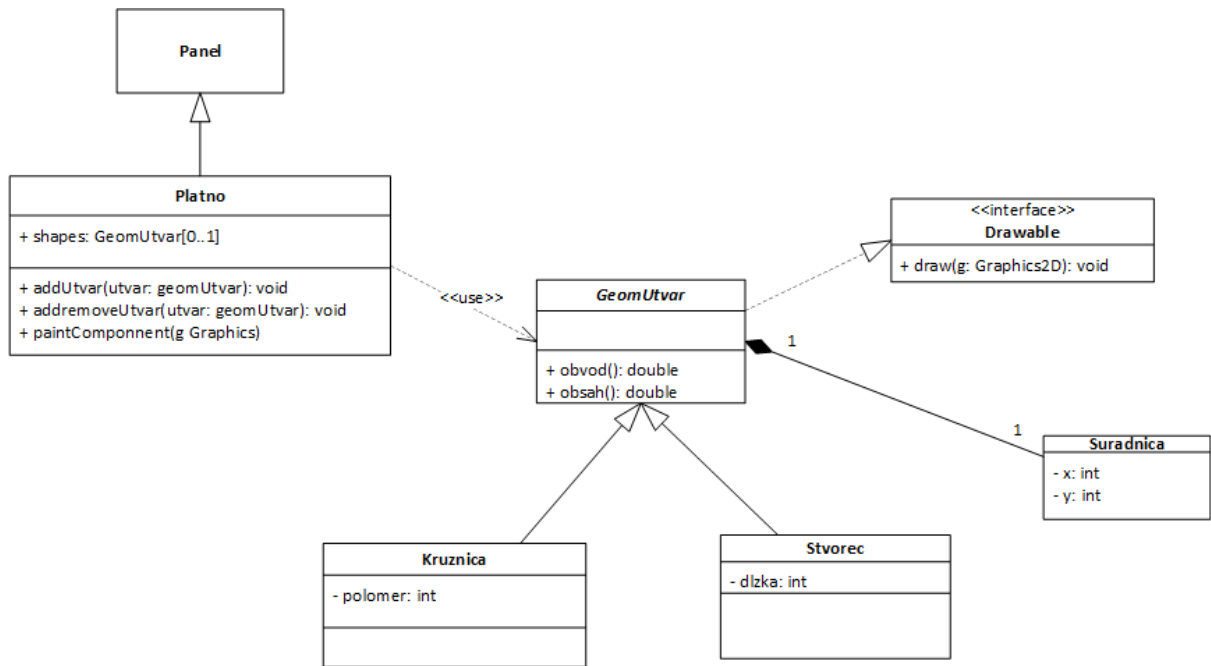 Panel
Platno
+ shapes: GeomUtvar[0..1]
+ addUtvar(utvar: geomUtvar): void
+ addremoveUtvar(utvar: geomUtvar): void
+ paintComponnent(g Graphics)
<<use>>
GeomUtvar
+ obvod(): double
+ obsah(): double
<<interface>>
Drawable
+ draw(g: Graphics2D): void
1
1
Suradnica
- x: int
- y: int
Kruznica
- polomer: int
Stvorec
- dlzka: int